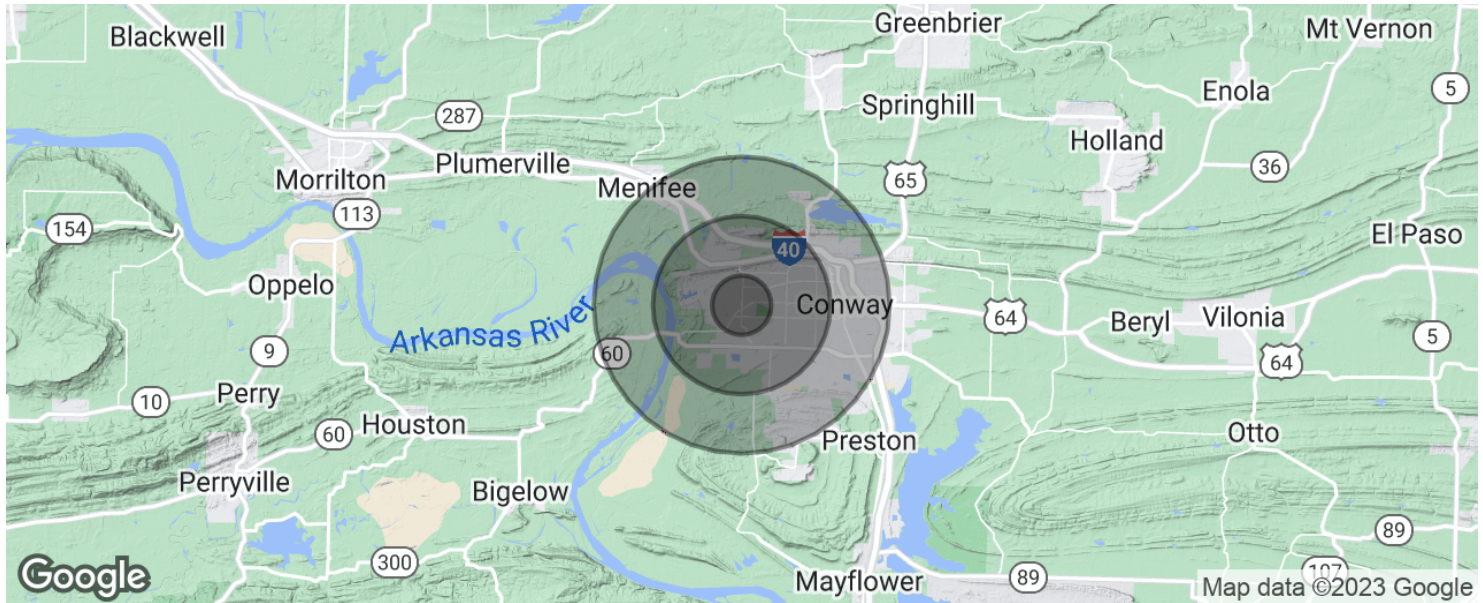 Greenbrier
Mt Vernon
Blackwell
5
Enola
Springhill
287
Holland
Plumerville
36
Morrilton
65
Menifee
113
154
El Paso
40
Oppelo
Conway
Arkansas River
64
Beryl
Vilonia
5
9
60
64
Perry
10
Houston
60
Preston
Otto
Perryville
Bigelow
89
300
107
Google
Mayflower
89
Map data ©2023 Google